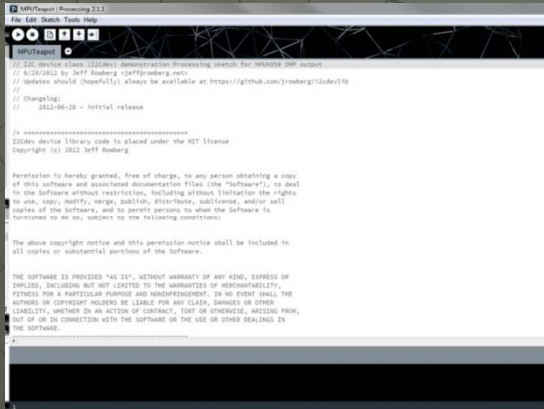 MPUTeapot | Processing 2.1.1
File Edit Sketch Tools Help
MPUTeapot
// I2C device class (I2Cdev) demonstration Processing sketch for MPU6050 DMP output
// 6/20/2012 by Jeff Rowberg <jeff@rowberg.net>
// Updates should (hopefully) always be available at https://github.com/jrowberg/i2cdevlib
//
// Changelog:
//     2012-06-20 - initial release
/* ============================================
I2Cdev device library code is placed under the MIT license
Copyright (c) 2012 Jeff Rowberg
Permission is hereby granted, free of charge, to any person obtaining a copy
of this software and associated documentation files (the "Software"), to deal
in the Software without restriction, including without limitation the rights
to use, copy, modify, merge, publish, distribute, sublicense, and/or sell
copies of the Software, and to permit persons to whom the Software is
furnished to do so, subject to the following conditions:
The above copyright notice and this permission notice shall be included in
all copies or substantial portions of the Software.
THE SOFTWARE IS PROVIDED "AS IS", WITHOUT WARRANTY OF ANY KIND, EXPRESS OR
IMPLIED, INCLUDING BUT NOT LIMITED TO THE WARRANTIES OF MERCHANTABILITY,
FITNESS FOR A PARTICULAR PURPOSE AND NONINFRINGEMENT. IN NO EVENT SHALL THE
AUTHORS OR COPYRIGHT HOLDERS BE LIABLE FOR ANY CLAIM, DAMAGES OR OTHER
LIABILITY, WHETHER IN AN ACTION OF CONTRACT, TORT OR OTHERWISE, ARISING FROM,
OUT OF OR IN CONNECTION WITH THE SOFTWARE OR THE USE OR OTHER DEALINGS IN
THE SOFTWARE.
===============================================
1